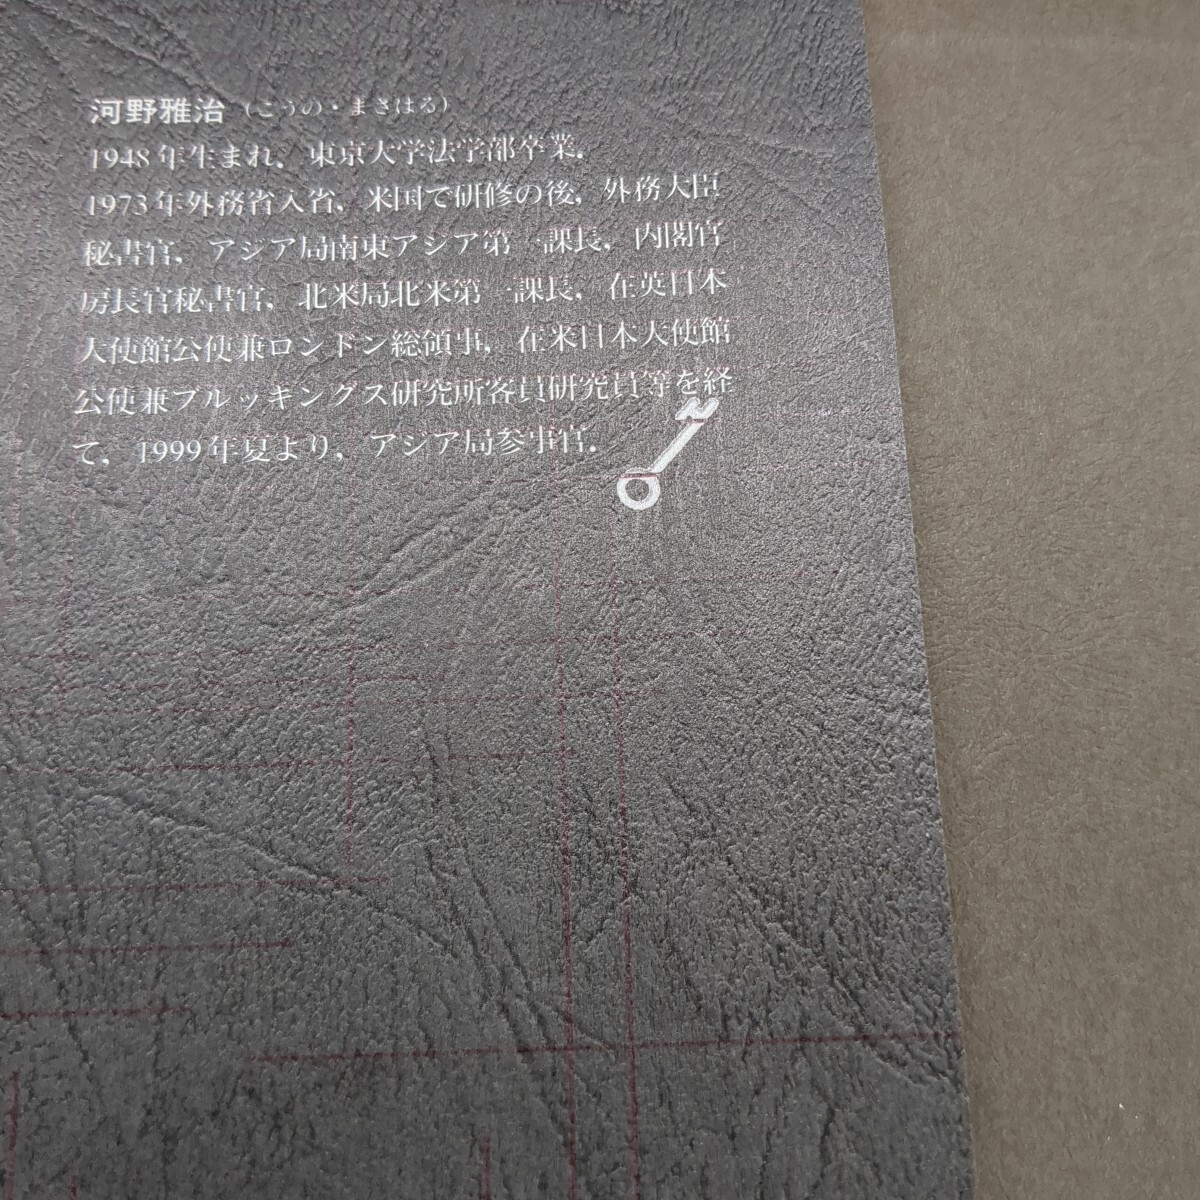 河野雅治（こうの・まさはる）
1948年生まれ．東京大学法学部卒業．
1973年外務省入省，米国で研修の後，外務大臣
秘書官，アジア局南東アジア第一課長，内閣官
房長官秘書官，北米局北米第一課長，在英日本
大使館公使兼ロンドン総領事，在米日本大使館
公使兼ブルッキングス研究所客員研究員等を経
て，1999年夏より，アジア局参事官．